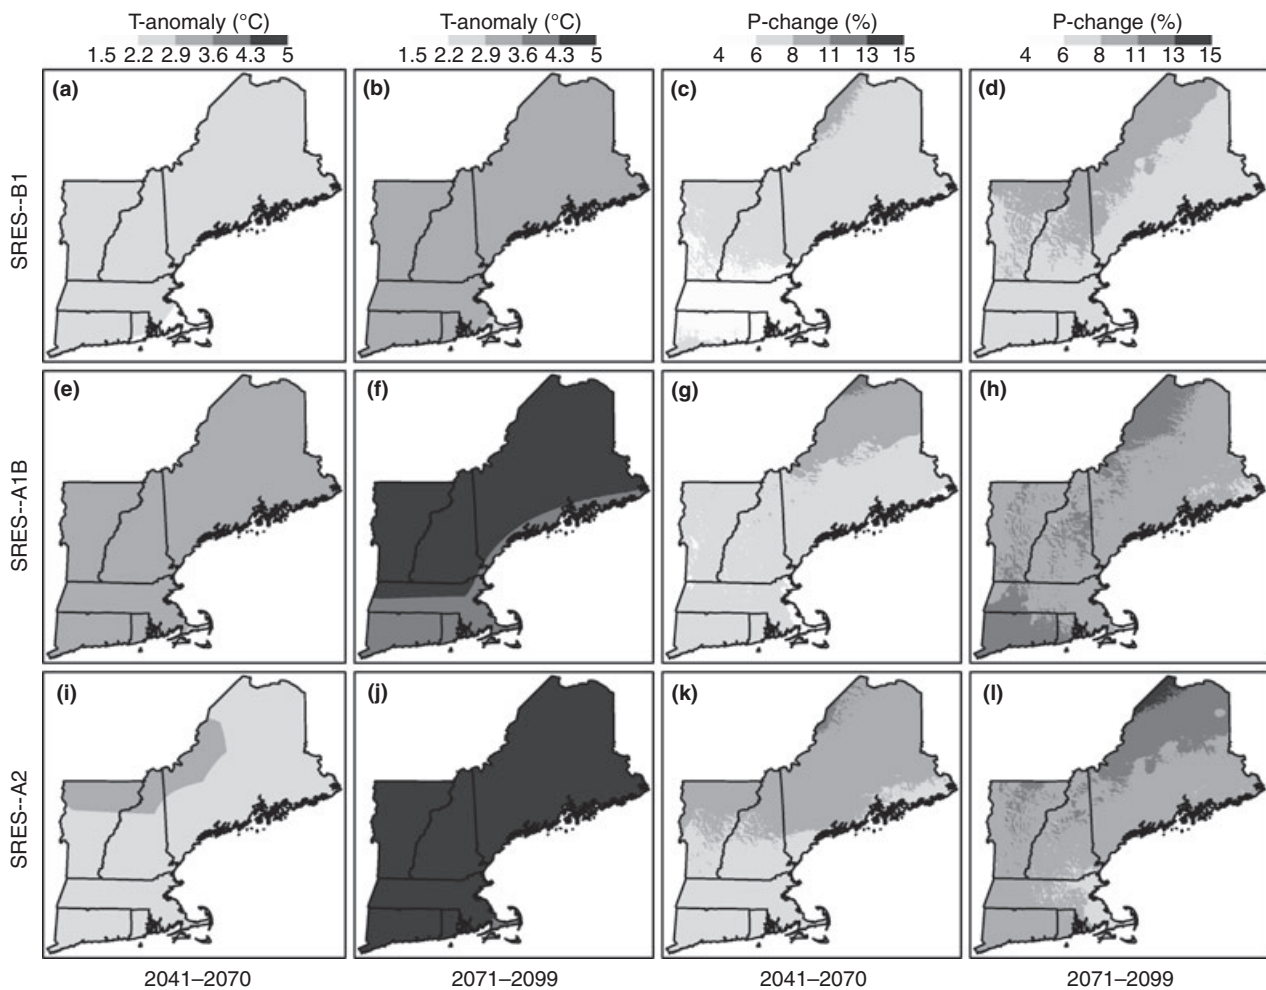 T-anomaly (°C) T-anomaly (°C) P-change (%) P-change (%)
1.5 2.2 2.9 3.6 4.3 5 1.5 2.2 2.9 3.6 4.3 5 4 6 8 11 13 15 4 6 8 11 13 15
(a) (b) (c) (d)
SRES--B1
(e) (f) (g) (h)
SRES--A1B
(i) (j) (k) (l)
SRES--A2
2041–2070 2071–2099 2041–2070 2071–2099